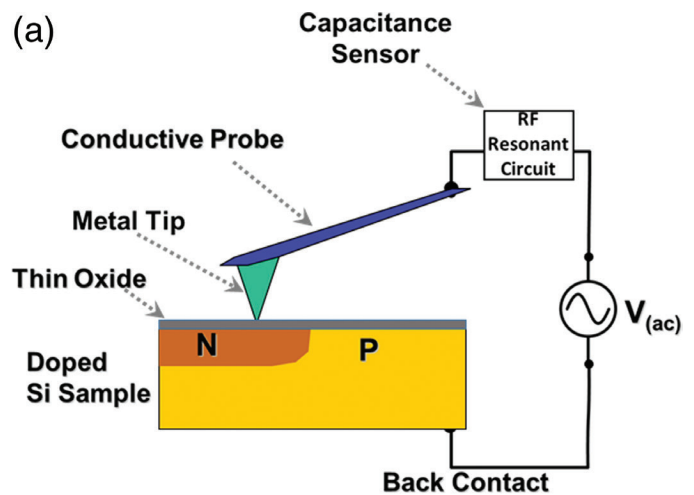 (a)
Capacitance
Sensor
RF
Resonant
Circuit
Conductive Probe
Metal Tip
Thin Oxide
N
P
Doped
Si Sample
V(ac)
Back Contact